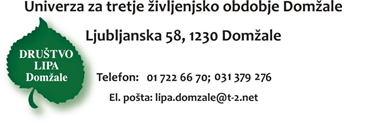 Univerza za tretje življenjsko obdobje Domžale
Ljubljanska 58, 1230 Domžale
DRUŠTVO
LIPA
Domžale
Telefon: 01 722 66 70; 031 379 276
El. pošta: lipa.domzale@t-2.net